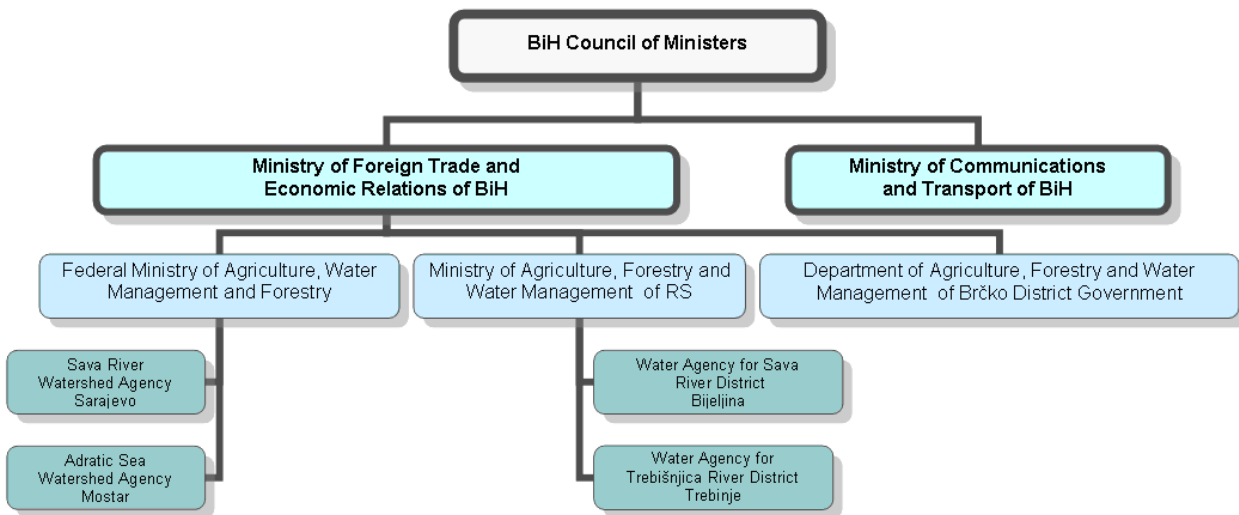 BiH Council of Ministers
Ministry of Foreign Trade and
Economic Relations of BiH
Ministry of Communications
and Transport of BiH
Federal Ministry of Agriculture, Water
Management and Forestry
Ministry of Agriculture, Forestry and
Water Management of RS
Department of Agriculture, Forestry and Water
Management of Brčko District Government
Sava River
Watershed Agency
Sarajevo
Water Agency for Sava
River District
Bijeljina
Adratic Sea
Watershed Agency
Mostar
Water Agency for
Trebišnjica River District
Trebinje